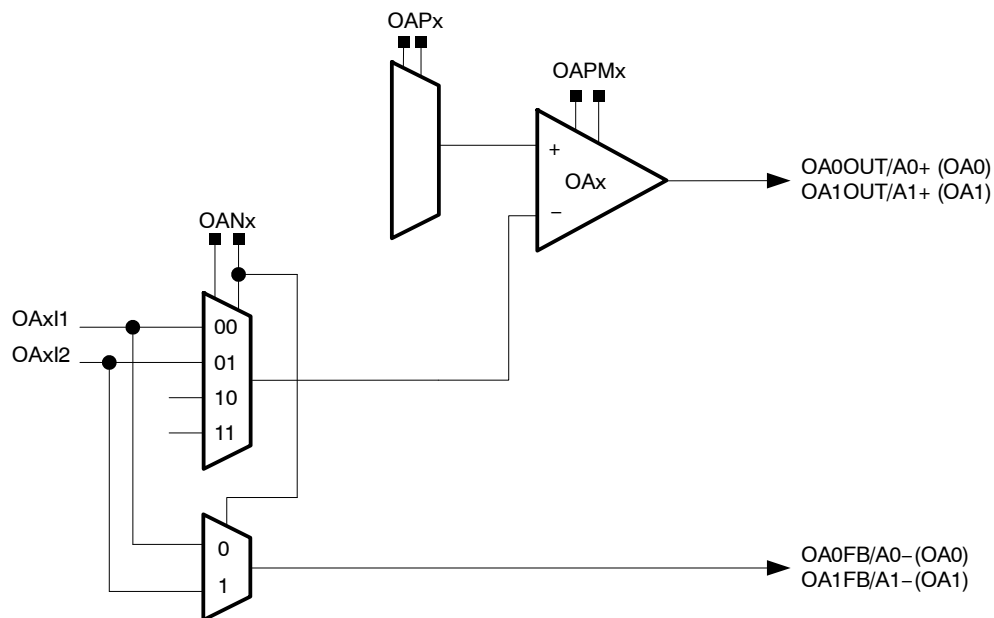 OAPx
OAPMx
+
OAx
−
OA0OUT/A0+ (OA0)
OA1OUT/A1+ (OA1)
OANx
OAxI1
OAxI2
00
01
10
11
0
1
OA0FB/A0−(OA0)
OA1FB/A1−(OA1)